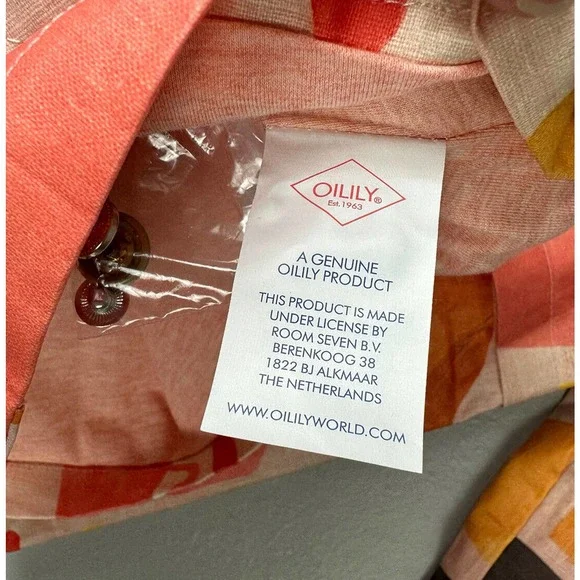 OILILY®
Est. 1963
A GENUINE
OILILY PRODUCT
THIS PRODUCT IS MADE
UNDER LICENSE BY
ROOM SEVEN B.V.
BERENKOOG 38
1822 BJ ALKMAAR
THE NETHERLANDS
WWW.OILILYWORLD.COM